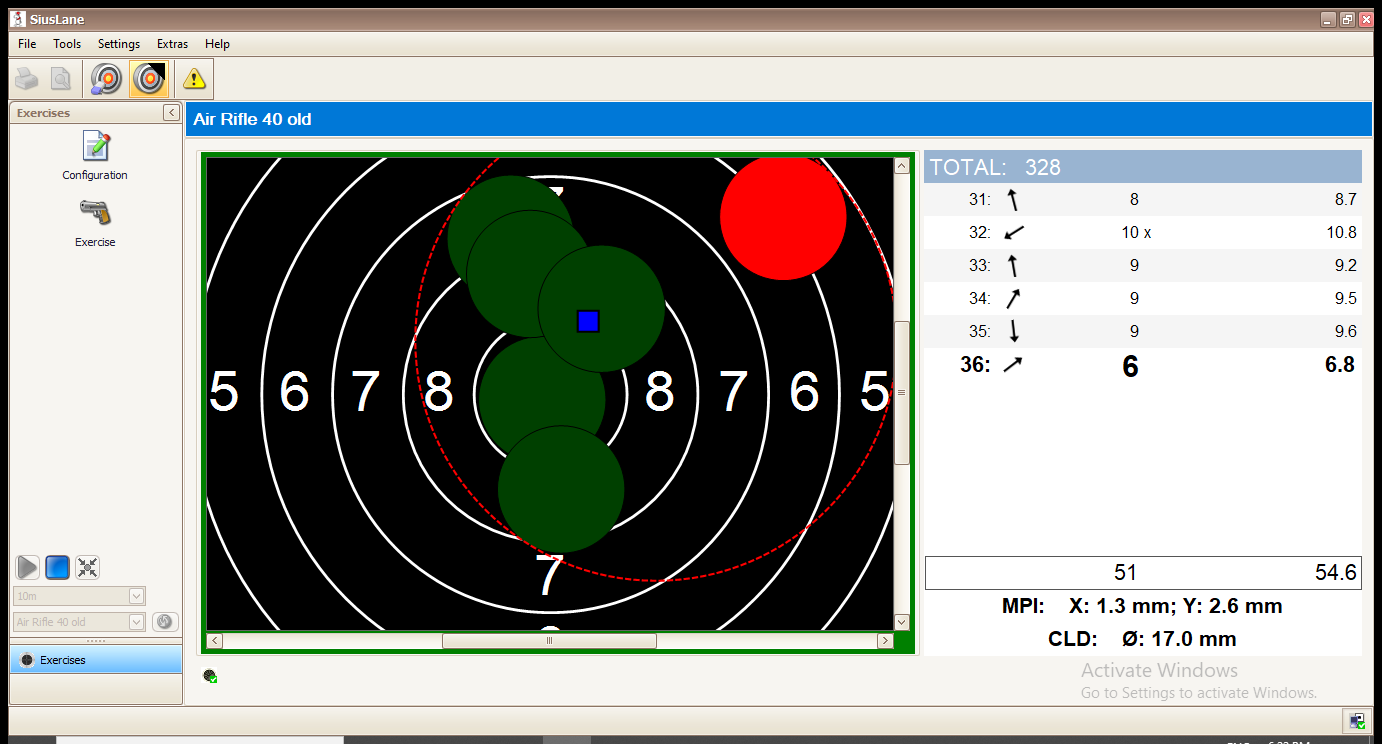 SiusLane
File Tools Settings Extras Help
Exercises
Configuration
Exercise
10m
Air Rifle 40 old
Exercises
Air Rifle 40 old
5 6 7 8 8 7 6 5
7
TOTAL: 328
31: 8 8.7
32: 10 x 10.8
33: 9 9.2
34: 9 9.5
35: 9 9.6
36: 6 6.8
51 54.6
MPI: X: 1.3 mm; Y: 2.6 mm
CLD: Ø: 17.0 mm
Activate Windows
Go to Settings to activate Windows.